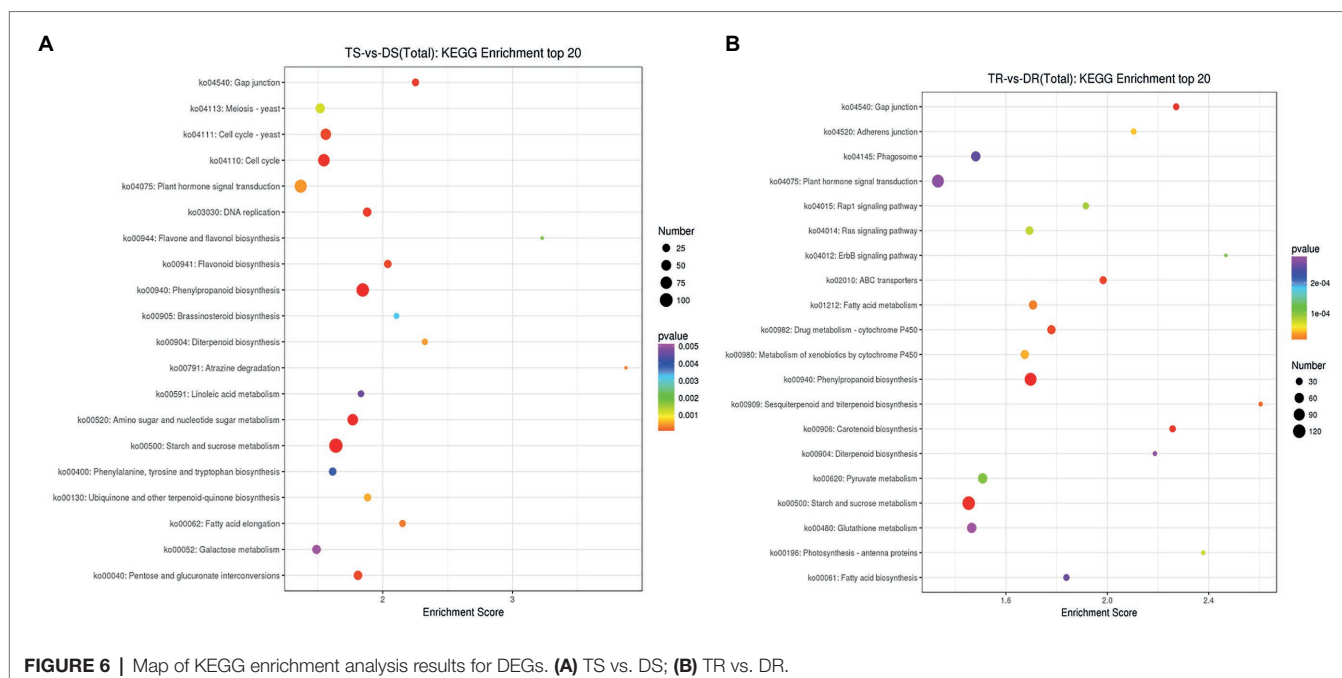 A
TS-vs-DS(Total): KEGG Enrichment top 20
ko04540: Gap junction
ko04113: Meiosis - yeast
ko04111: Cell cycle - yeast
ko04110: Cell cycle
ko04075: Plant hormone signal transduction
ko03030: DNA replication
ko00944: Flavone and flavonol biosynthesis
ko00941: Flavonoid biosynthesis
ko00940: Phenylpropanoid biosynthesis
ko00905: Brassinosteroid biosynthesis
ko00904: Diterpenoid biosynthesis
ko00791: Atrazine degradation
ko00591: Linoleic acid metabolism
ko00520: Amino sugar and nucleotide sugar metabolism
ko00500: Starch and sucrose metabolism
ko00400: Phenylalanine, tyrosine and tryptophan biosynthesis
ko00130: Ubiquinone and other terpenoid-quinone biosynthesis
ko00062: Fatty acid elongation
ko00052: Galactose metabolism
ko00040: Pentose and glucuronate interconversions
2 3
Enrichment Score
Number
25
50
75
100
pvalue
0.005
0.004
0.003
0.002
0.001
B
TR-vs-DR(Total): KEGG Enrichment top 20
ko04540: Gap junction
ko04520: Adherens junction
ko04145: Phagosome
ko04075: Plant hormone signal transduction
ko04015: Rap1 signaling pathway
ko04014: Ras signaling pathway
ko04012: ErbB signaling pathway
ko02010: ABC transporters
ko01212: Fatty acid metabolism
ko00982: Drug metabolism - cytochrome P450
ko00980: Metabolism of xenobiotics by cytochrome P450
ko00940: Phenylpropanoid biosynthesis
ko00909: Sesquiterpenoid and triterpenoid biosynthesis
ko00906: Carotenoid biosynthesis
ko00904: Diterpenoid biosynthesis
ko00620: Pyruvate metabolism
ko00500: Starch and sucrose metabolism
ko00480: Glutathione metabolism
ko00196: Photosynthesis - antenna proteins
ko00061: Fatty acid biosynthesis
1.6 2.0 2.4
Enrichment Score
pvalue
2e-04
1e-04
Number
30
60
90
120
FIGURE 6 | Map of KEGG enrichment analysis results for DEGs. (A) TS vs. DS; (B) TR vs. DR.